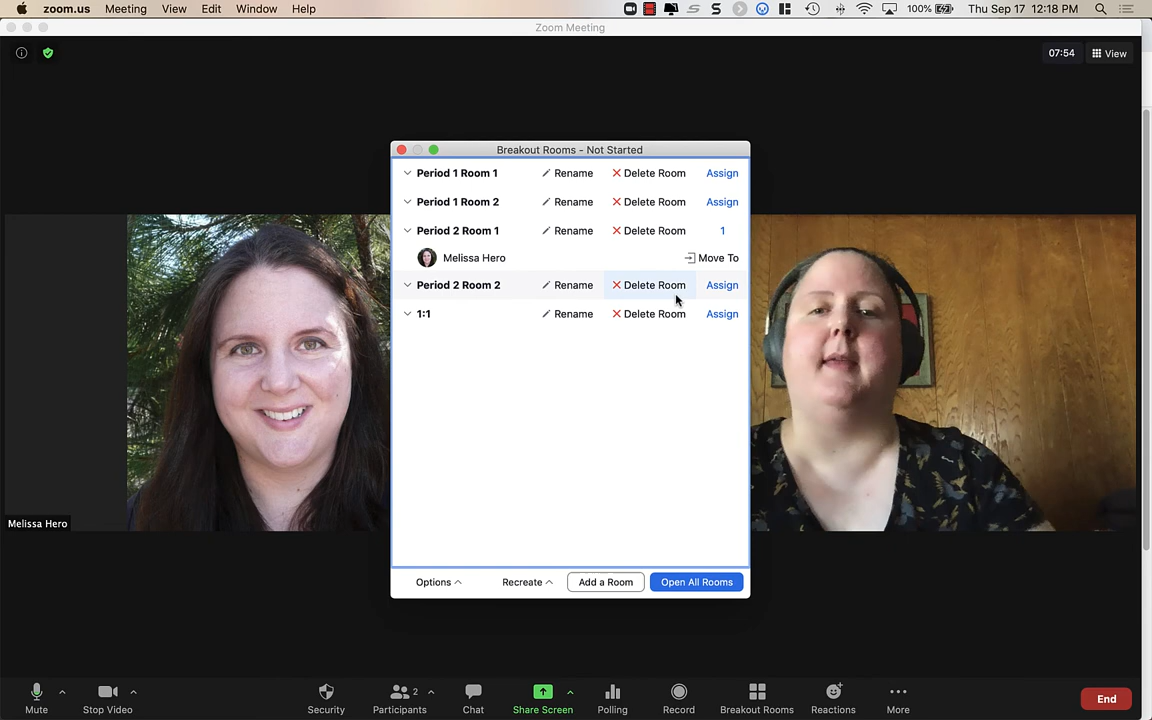 zoom.us Meeting View Edit Window Help 100% Thu Sep 17 12:18 PM
Zoom Meeting
07:54 View
Breakout Rooms - Not Started
Period 1 Room 1 Rename Delete Room Assign
Period 1 Room 2 Rename Delete Room Assign
Period 2 Room 1 Rename Delete Room 1
Melissa Hero Move To
Period 2 Room 2 Rename Delete Room Assign
1:1 Rename Delete Room Assign
Melissa Hero
Options Recreate Add a Room Open All Rooms
Mute Stop Video Security Participants 2 Chat Share Screen Polling Record Breakout Rooms Reactions More End